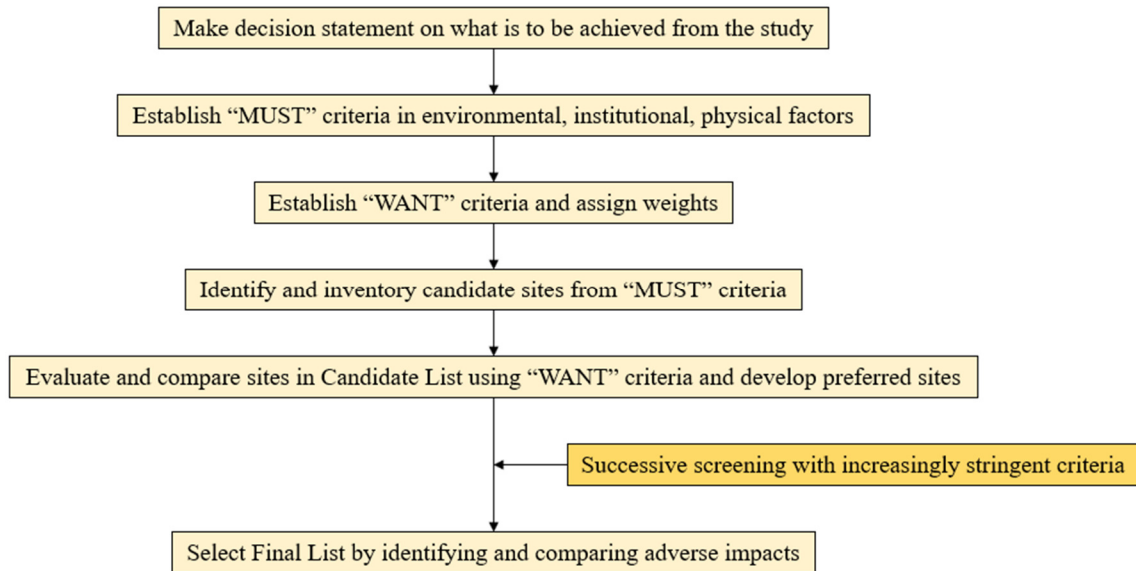 Make decision statement on what is to be achieved from the study
Establish “MUST” criteria in environmental, institutional, physical factors
Establish “WANT” criteria and assign weights
Identify and inventory candidate sites from “MUST” criteria
Evaluate and compare sites in Candidate List using “WANT” criteria and develop preferred sites
Successive screening with increasingly stringent criteria
Select Final List by identifying and comparing adverse impacts